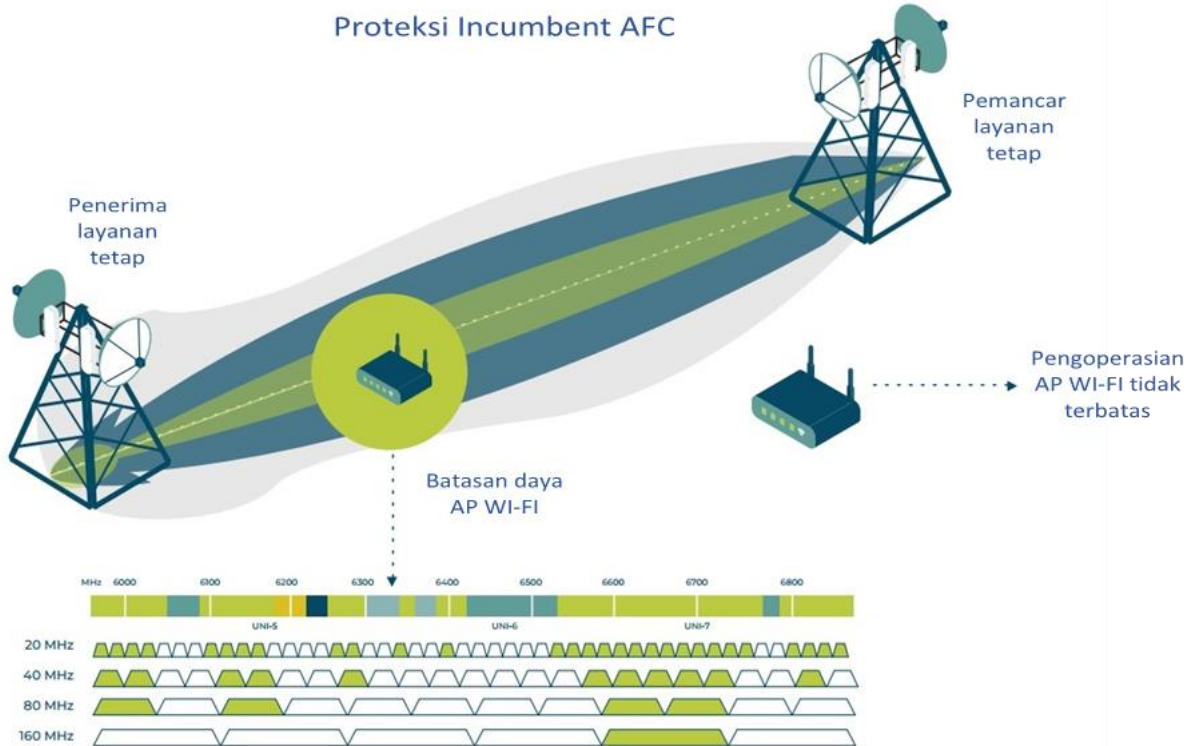 Proteksi Incumbent AFC
Pemancar
layanan
tetap
Penerima
layanan
tetap
Pengoperasian
AP WI-FI tidak
terbatas
Batasan daya
AP WI-FI
MHz 6000 6100 6200 6300 6400 6500 6600 6700 6800
UNI-5 UNI-6 UNI-7
20 MHz
40 MHz
80 MHz
160 MHz